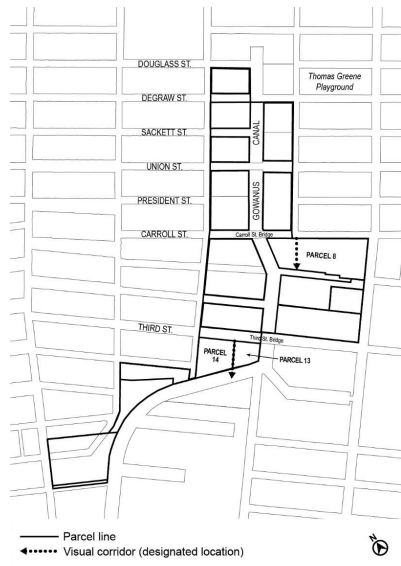 DOUGLASS ST.
Thomas Greene
Playground
DEGRAW ST.
SACKETT ST.
CANAL
UNION ST.
PRESIDENT ST.
GOWANUS
CARROLL ST.
Carroll St. Bridge
PARCEL 8
THIRD ST.
Third St. Bridge
PARCEL
14
PARCEL 13
Parcel line
Visual corridor (designated location)
N